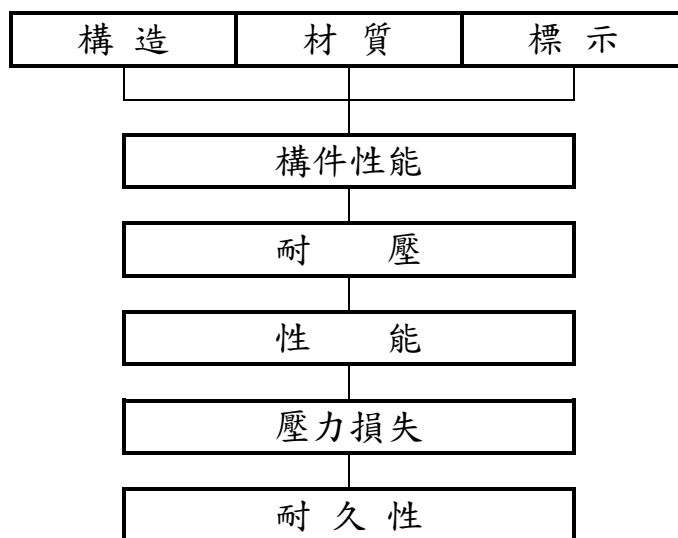 構 造 材 質 標 示
構件性能
耐 壓
性 能
壓力損失
耐 久 性